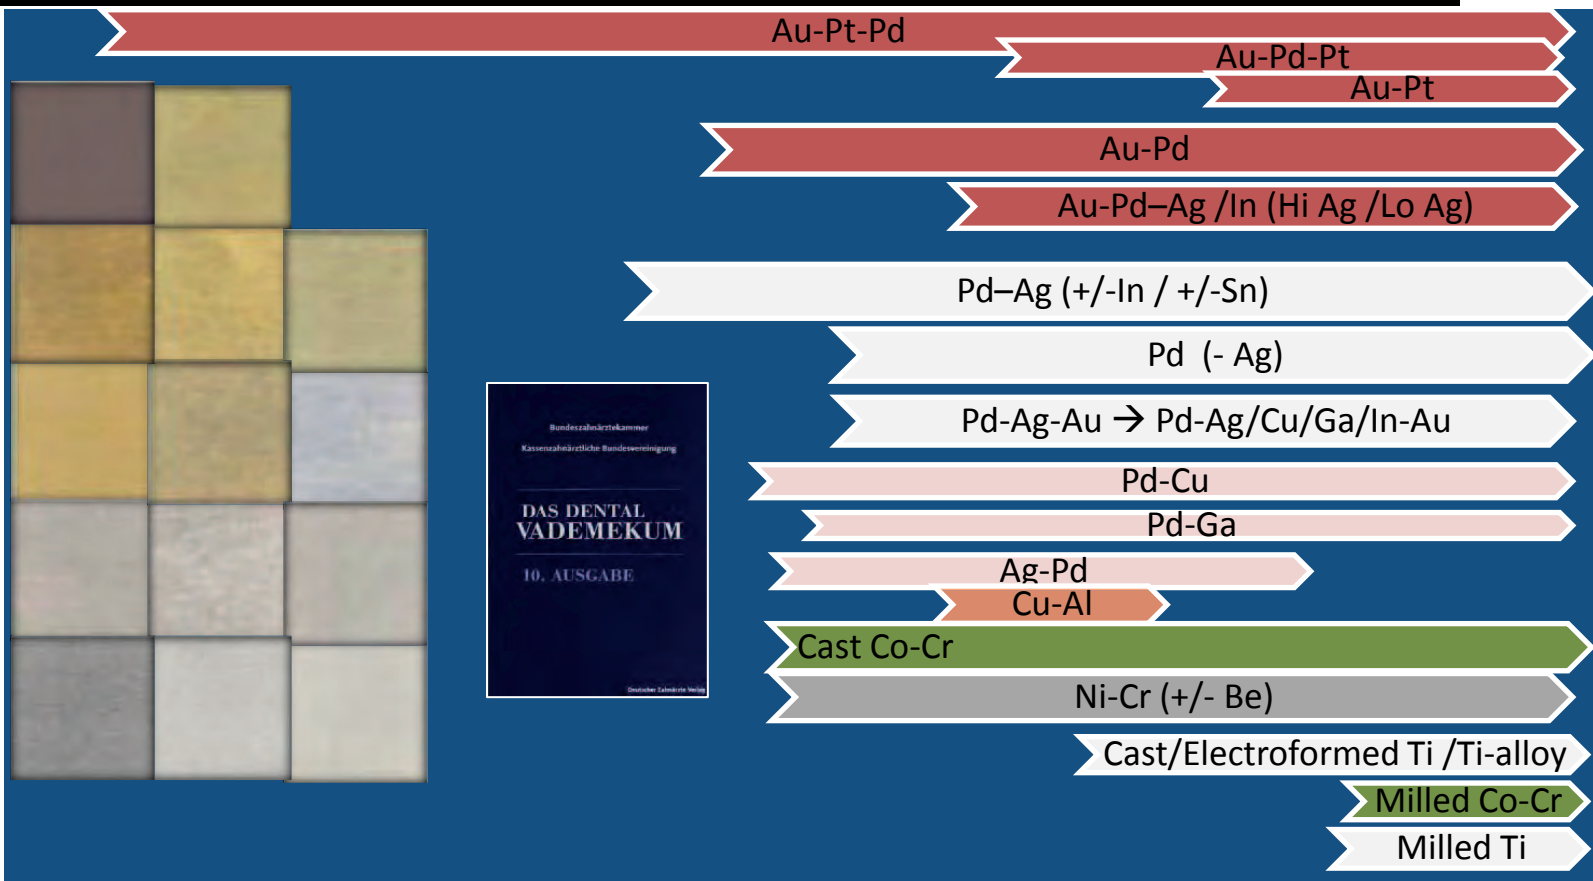 Au-Pt-Pd
Au-Pd-Pt
Au-Pt
Au-Pd
Au-Pd–Ag /In (Hi Ag /Lo Ag)
Pd–Ag (+/-In / +/-Sn)
Pd (- Ag)
Pd-Ag-Au → Pd-Ag/Cu/Ga/In-Au
Pd-Cu
Pd-Ga
Ag-Pd
Cu-Al
Cast Co-Cr
Ni-Cr (+/- Be)
Cast/Electroformed Ti /Ti-alloy
Milled Co-Cr
Milled Ti
Bundeszahnärztekammer
Kassenzahnärztliche Bundesvereinigung
DAS DENTAL
VADEMEKUM
10. AUSGABE
Deutscher Zahnärzte Verlag